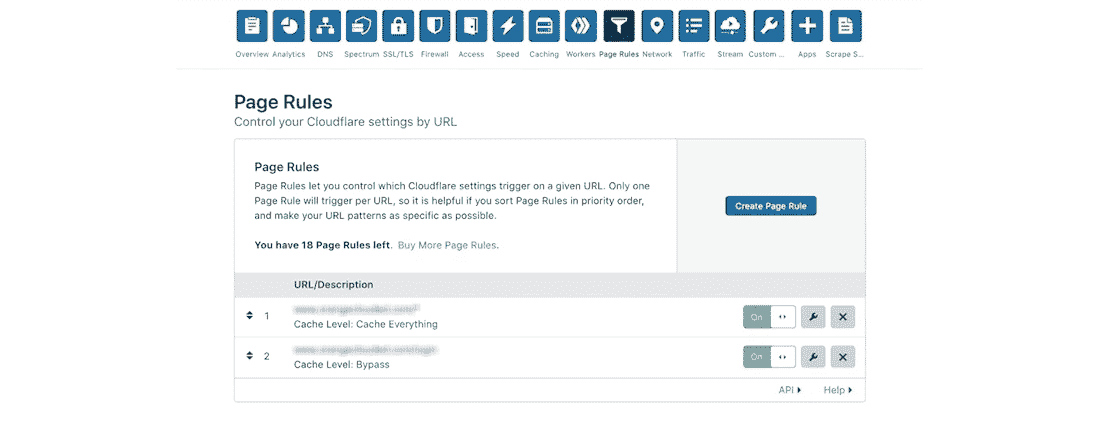 Overview Analytics DNS Spectrum SSL/TLS Firewall Access Speed Caching Workers Page Rules Network Traffic Stream Custom ... Apps Scrape S...
Page Rules
Control your Cloudflare settings by URL
Page Rules
Page Rules let you control which Cloudflare settings trigger on a given URL. Only one
Page Rule will trigger per URL, so it is helpful if you sort Page Rules in priority order,
and make your URL patterns as specific as possible.
Create Page Rule
You have 18 Page Rules left. Buy More Page Rules.
URL/Description
1
On
Cache Level: Cache Everything
2
On
Cache Level: Bypass
API Help